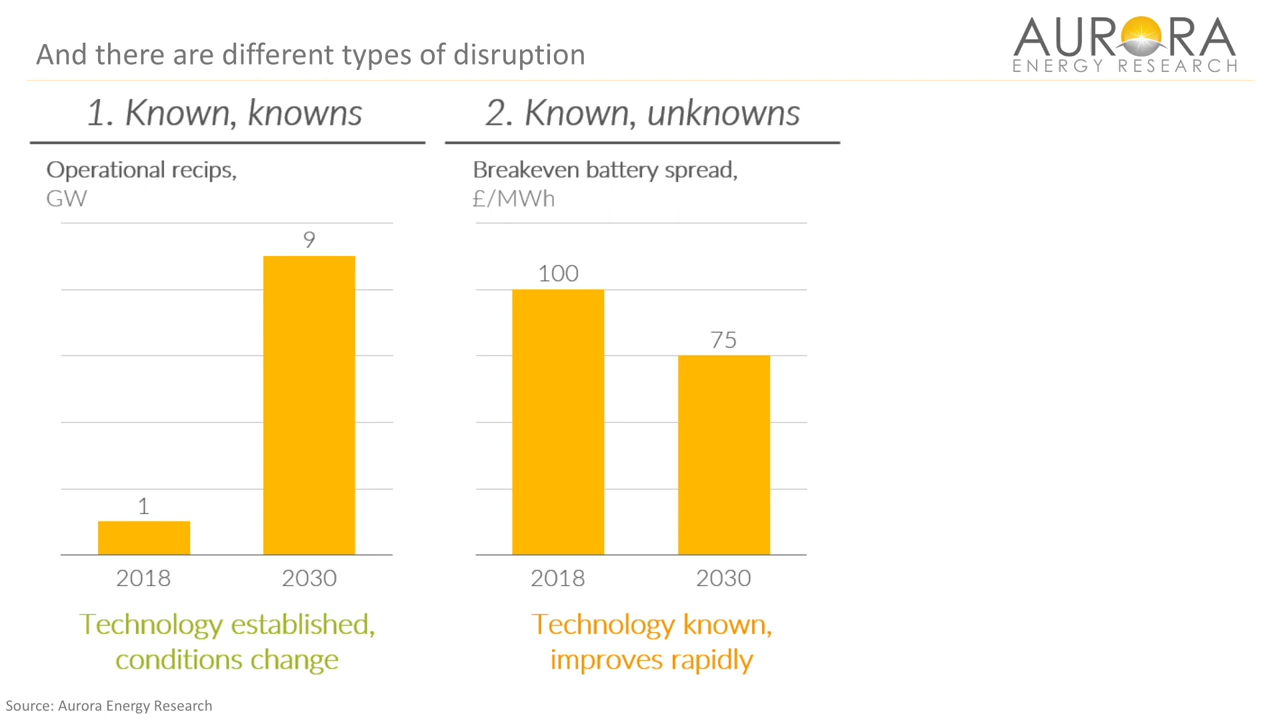 And there are different types of disruption
AURORA
ENERGY RESEARCH
1. Known, knowns
Operational recips,
GW
9
1
2018 2030
Technology established,
conditions change
2. Known, unknowns
Breakeven battery spread,
£/MWh
100
75
2018 2030
Technology known,
improves rapidly
Source: Aurora Energy Research